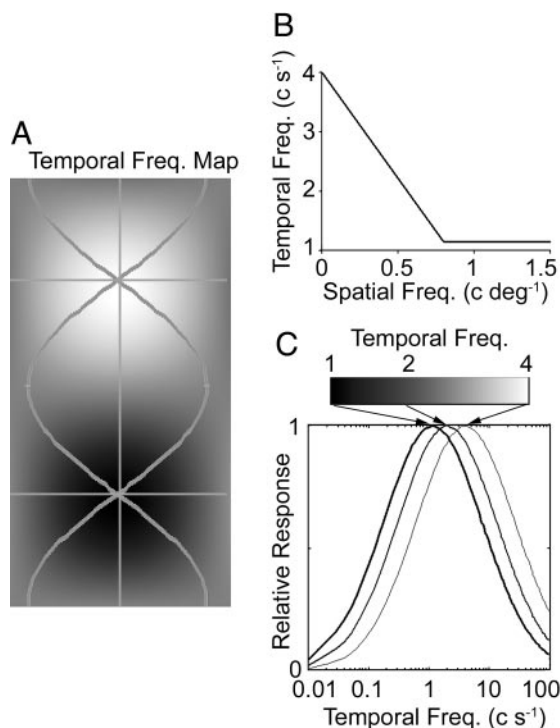 A
Temporal Freq. Map
B
Temporal Freq. (c s⁻¹)
4
3
2
1
0 0.5 1 1.5
Spatial Freq. (c deg⁻¹)
C
Temporal Freq.
1 2 4
Relative Response
1
0
0.01 0.1 1 10 100
Temporal Freq. (c s⁻¹)